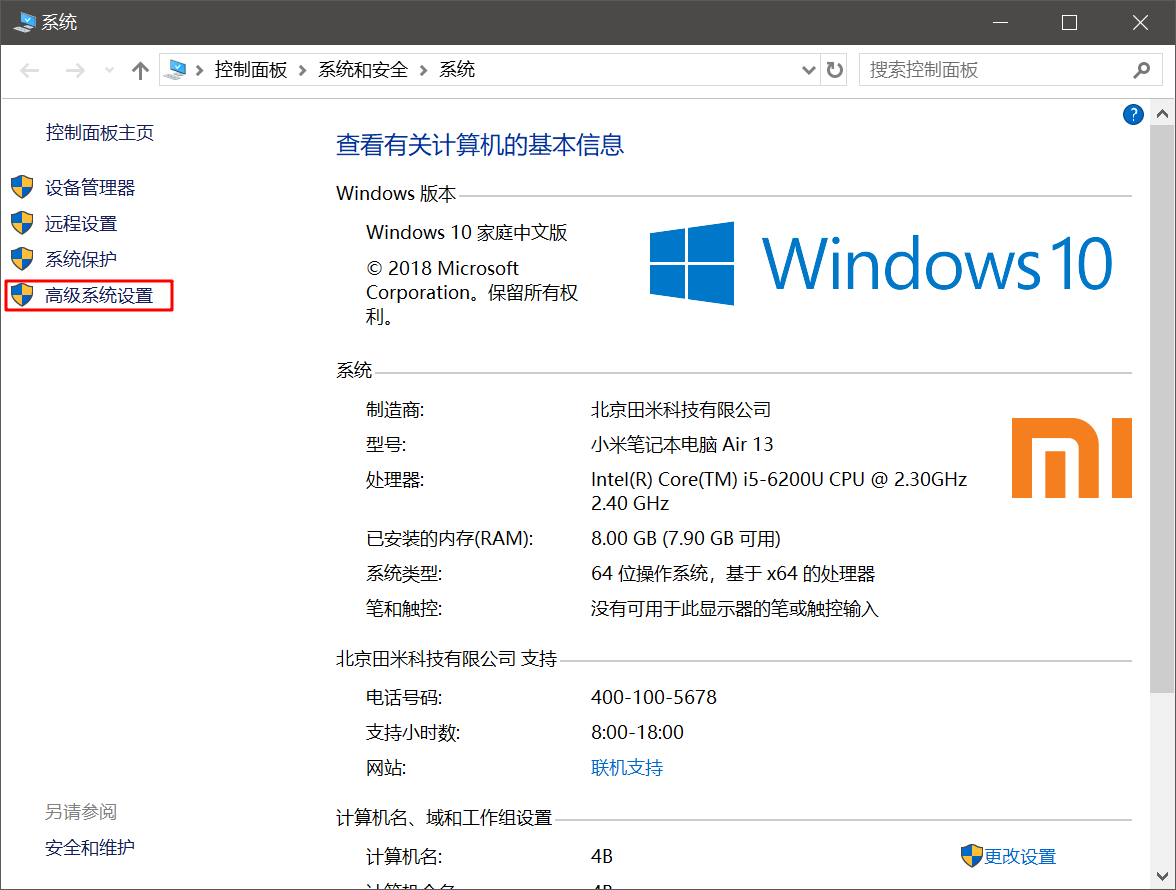 系统
控制面板 系统和安全 系统
搜索控制面板
?
控制面板主页
设备管理器
远程设置
系统保护
高级系统设置
查看有关计算机的基本信息
Windows 版本
Windows 10 家庭中文版
© 2018 Microsoft
Corporation。保留所有权
利。
Windows 10
系统
制造商: 北京田米科技有限公司
型号: 小米笔记本电脑 Air 13
处理器: Intel(R) Core(TM) i5-6200U CPU @ 2.30GHz
2.40 GHz
已安装的内存(RAM): 8.00 GB (7.90 GB 可用)
系统类型: 64 位操作系统，基于 x64 的处理器
笔和触控: 没有可用于此显示器的笔或触控输入
MI
北京田米科技有限公司 支持
电话号码: 400-100-5678
支持小时数: 8:00-18:00
网站: 联机支持
计算机名、域和工作组设置
计算机名: 4B
更改设置
另请参阅
安全和维护